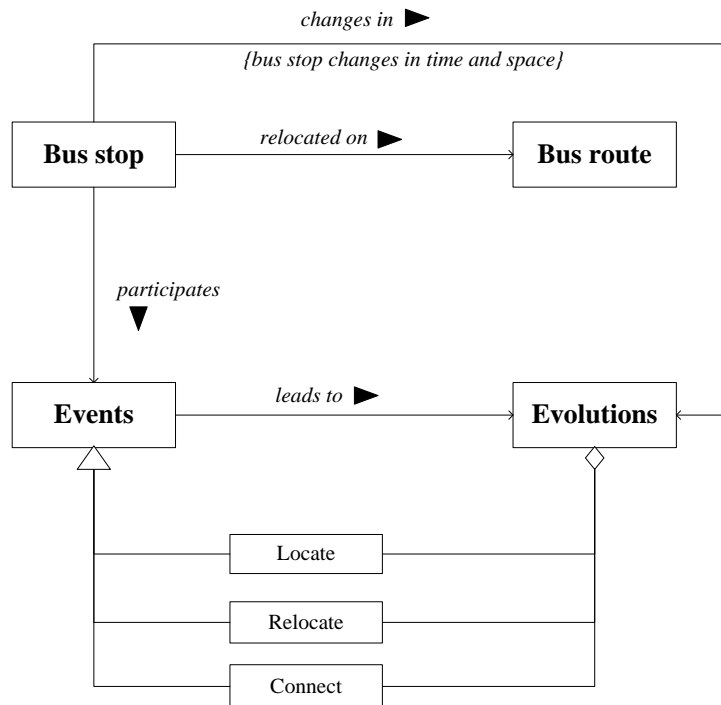 changes in
{bus stop changes in time and space}
Bus stop
relocated on
Bus route
participates
Events
leads to
Evolutions
Locate
Relocate
Connect